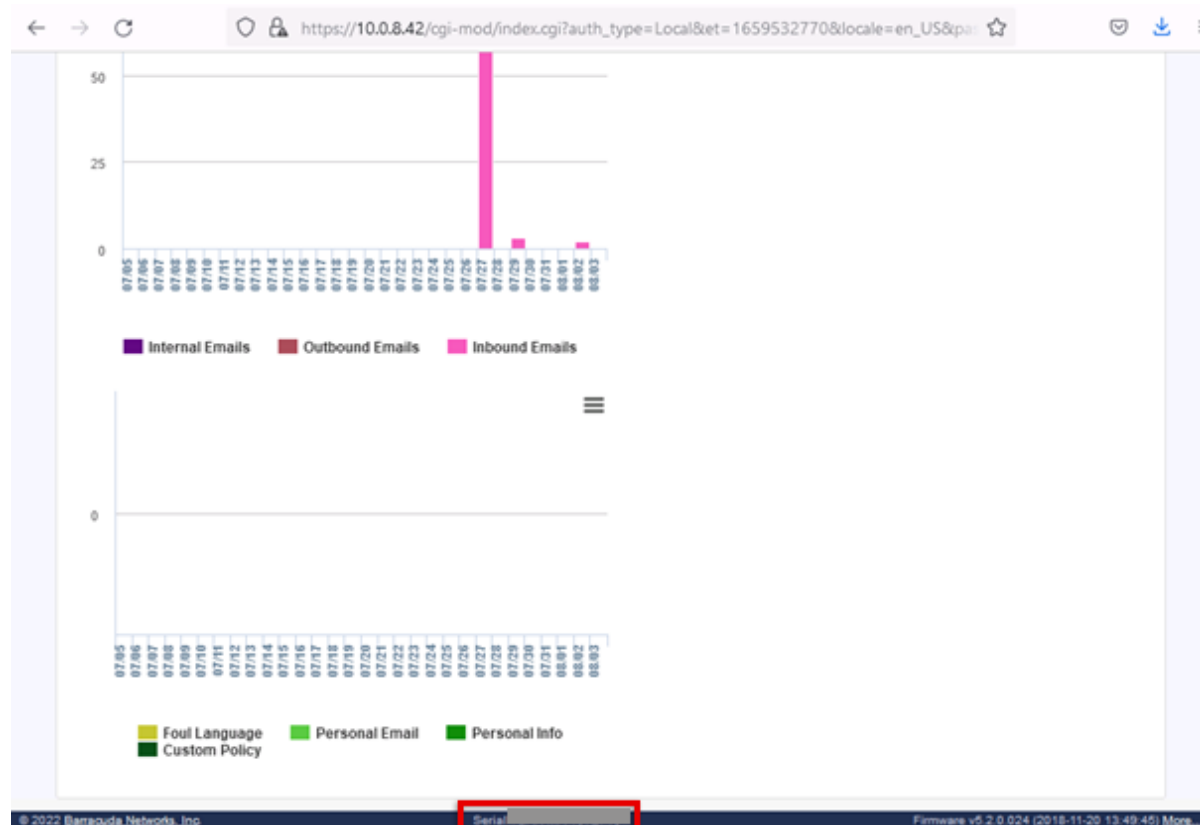 https://10.0.8.42/cgi-mod/index.cgi?auth_type=Local&et=1659532770&locale=en_US&pa
50
25
0
07/05 07/06 07/07 07/08 07/09 07/10 07/11 07/12 07/13 07/14 07/15 07/16 07/17 07/18 07/19 07/20 07/21 07/22 07/23 07/24 07/25 07/26 07/27 07/28 07/29 07/30 07/31 08/01 08/02 08/03
Internal Emails Outbound Emails Inbound Emails
0
07/05 07/06 07/07 07/08 07/09 07/10 07/11 07/12 07/13 07/14 07/15 07/16 07/17 07/18 07/19 07/20 07/21 07/22 07/23 07/24 07/25 07/26 07/27 07/28 07/29 07/30 07/31 08/01 08/02 08/03
Foul Language Personal Email Personal Info
Custom Policy
© 2022 Barracuda Networks, Inc. Serial Firmware v5.2.0.024 (2018-11-20 13:49:45) More